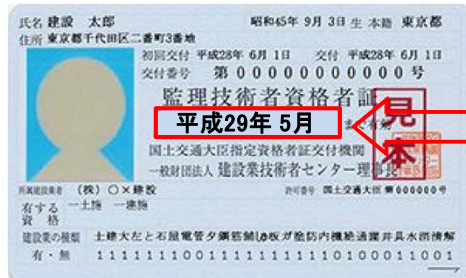 氏名 建設 太郎 昭和45年 9月 3日生 本籍 東京都
住所 東京都千代田区二番町3番地
初回交付 平成28年 6月 1日 交付 平成28年 6月 1日
交付番号 第 00000000000 号
監理技術者資格者証
平成29年 5月
見本
国土交通大臣指定資格者証交付機関
一般財団法人 建設業技術者センター理事長
所属建設業者 (株) ○×建設 許可番号 国土交通大臣 第000000号
有する資格 一土施 一建施
建設業の種類 土建大左と石屋電管タ鋼筋舗しゅ板ガ塗防内機絶通園井具水消清解
有・無